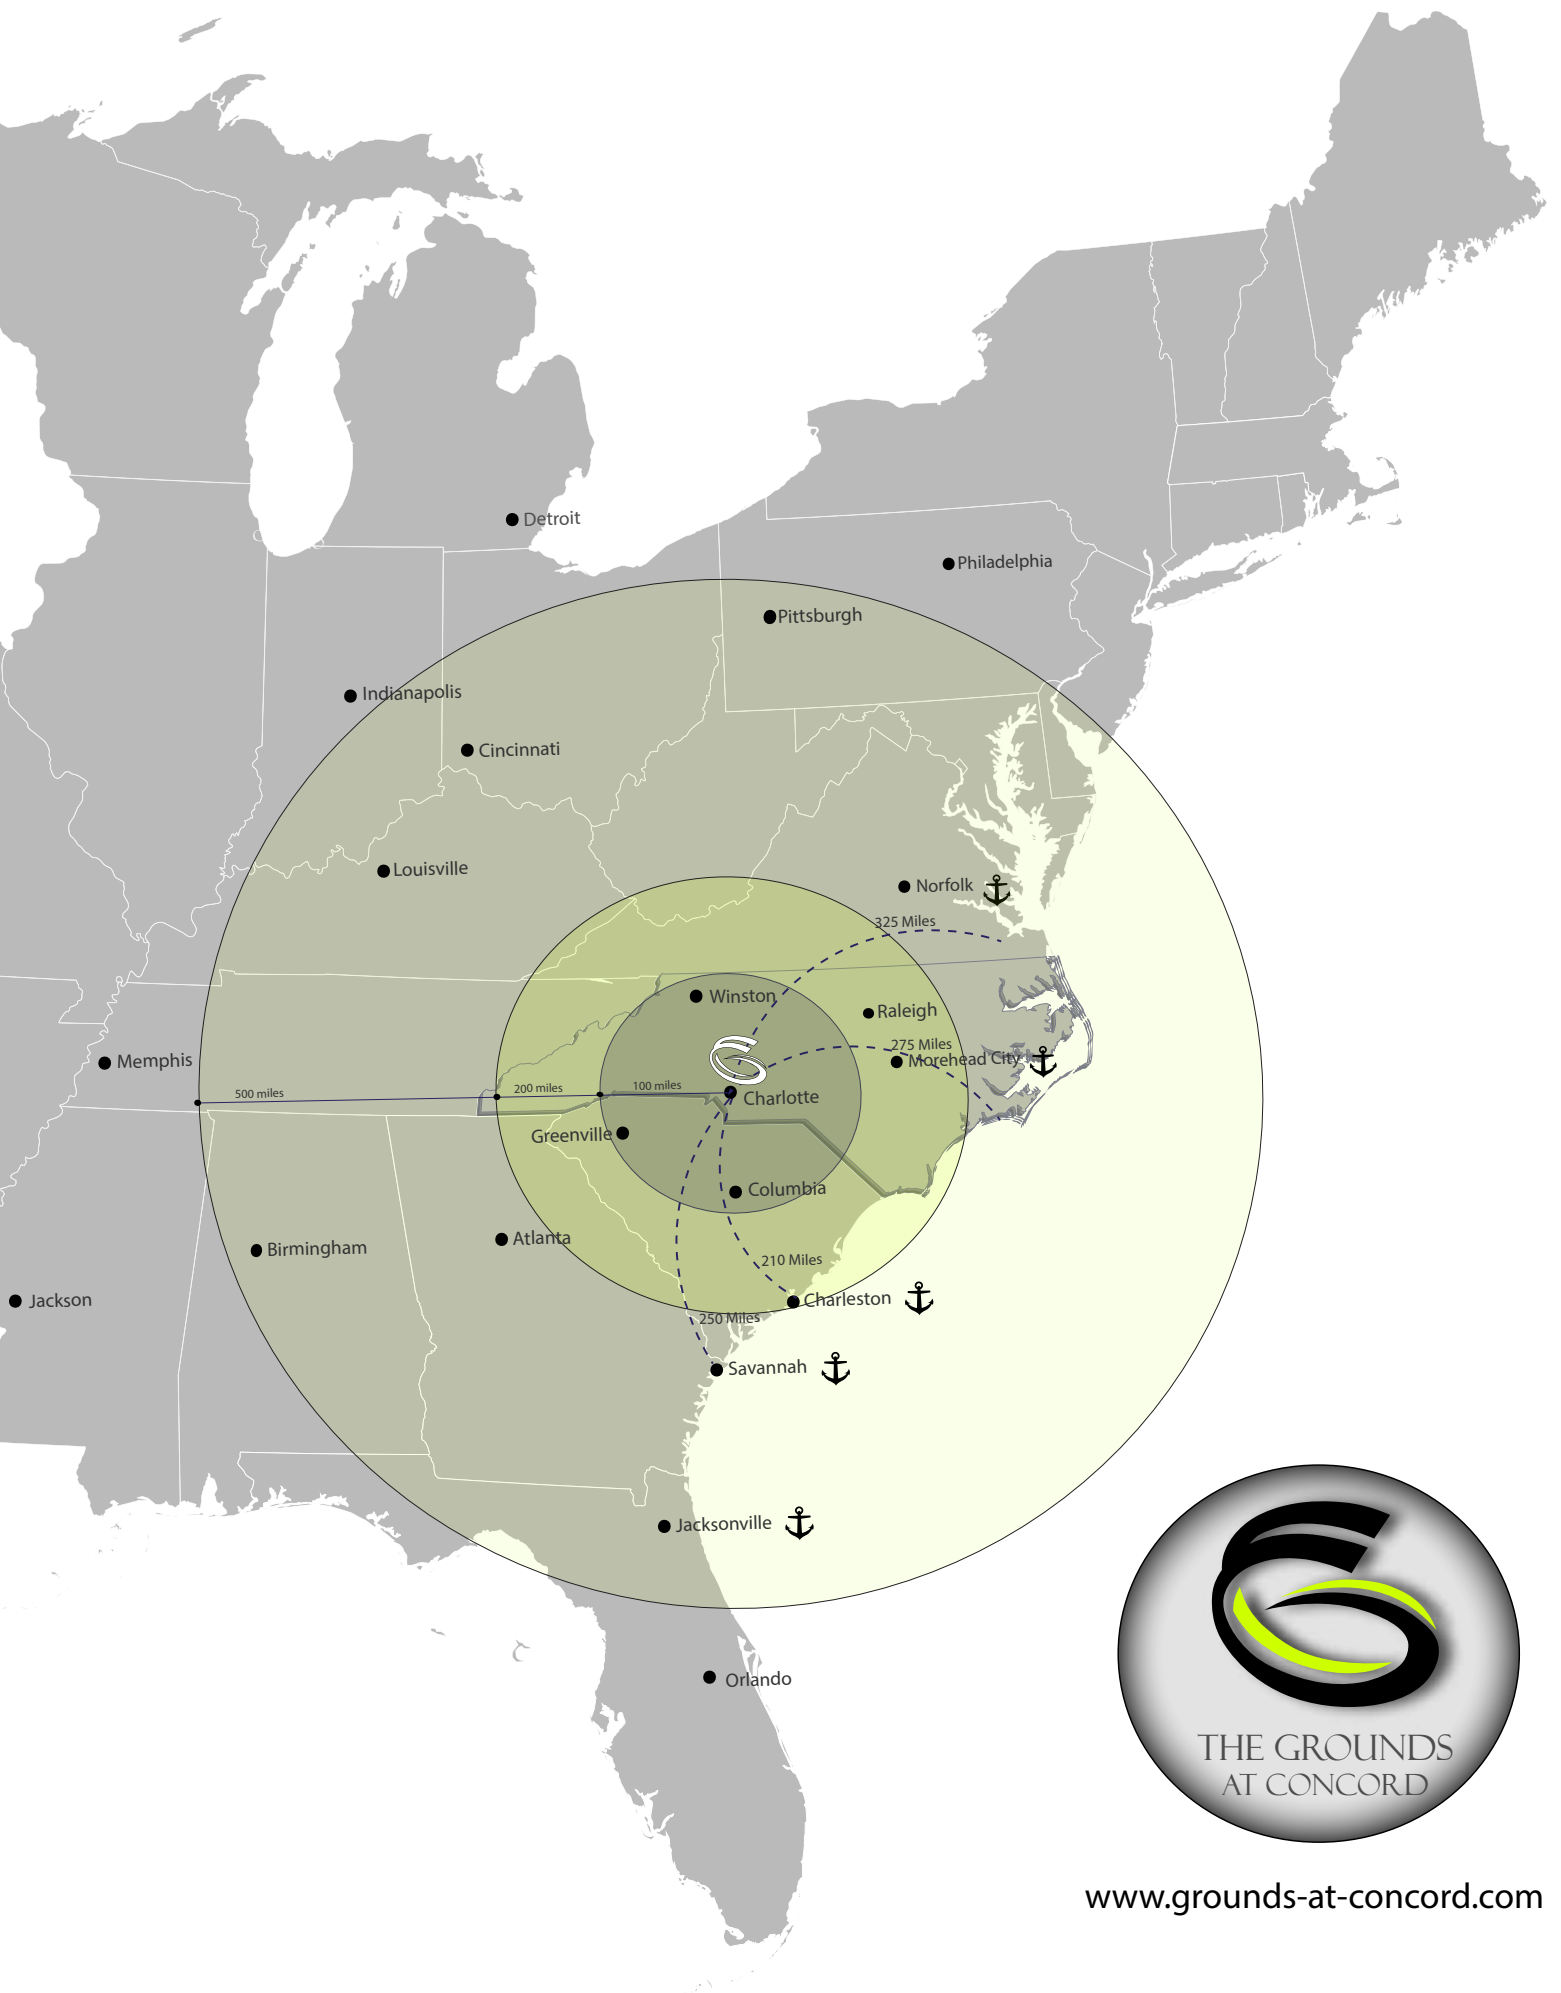 Detroit
Philadelphia
Pittsburgh
Indianapolis
Cincinnati
Louisville
Norfolk
325 Miles
Winston
Raleigh
275 Miles
Morehead City
Memphis
500 miles
200 miles
100 miles
Charlotte
Greenville
Columbia
Atlanta
Birmingham
210 Miles
Jackson
Charleston
250 Miles
Savannah
Jacksonville
Orlando
THE GROUNDS
AT CONCORD
www.grounds-at-concord.com